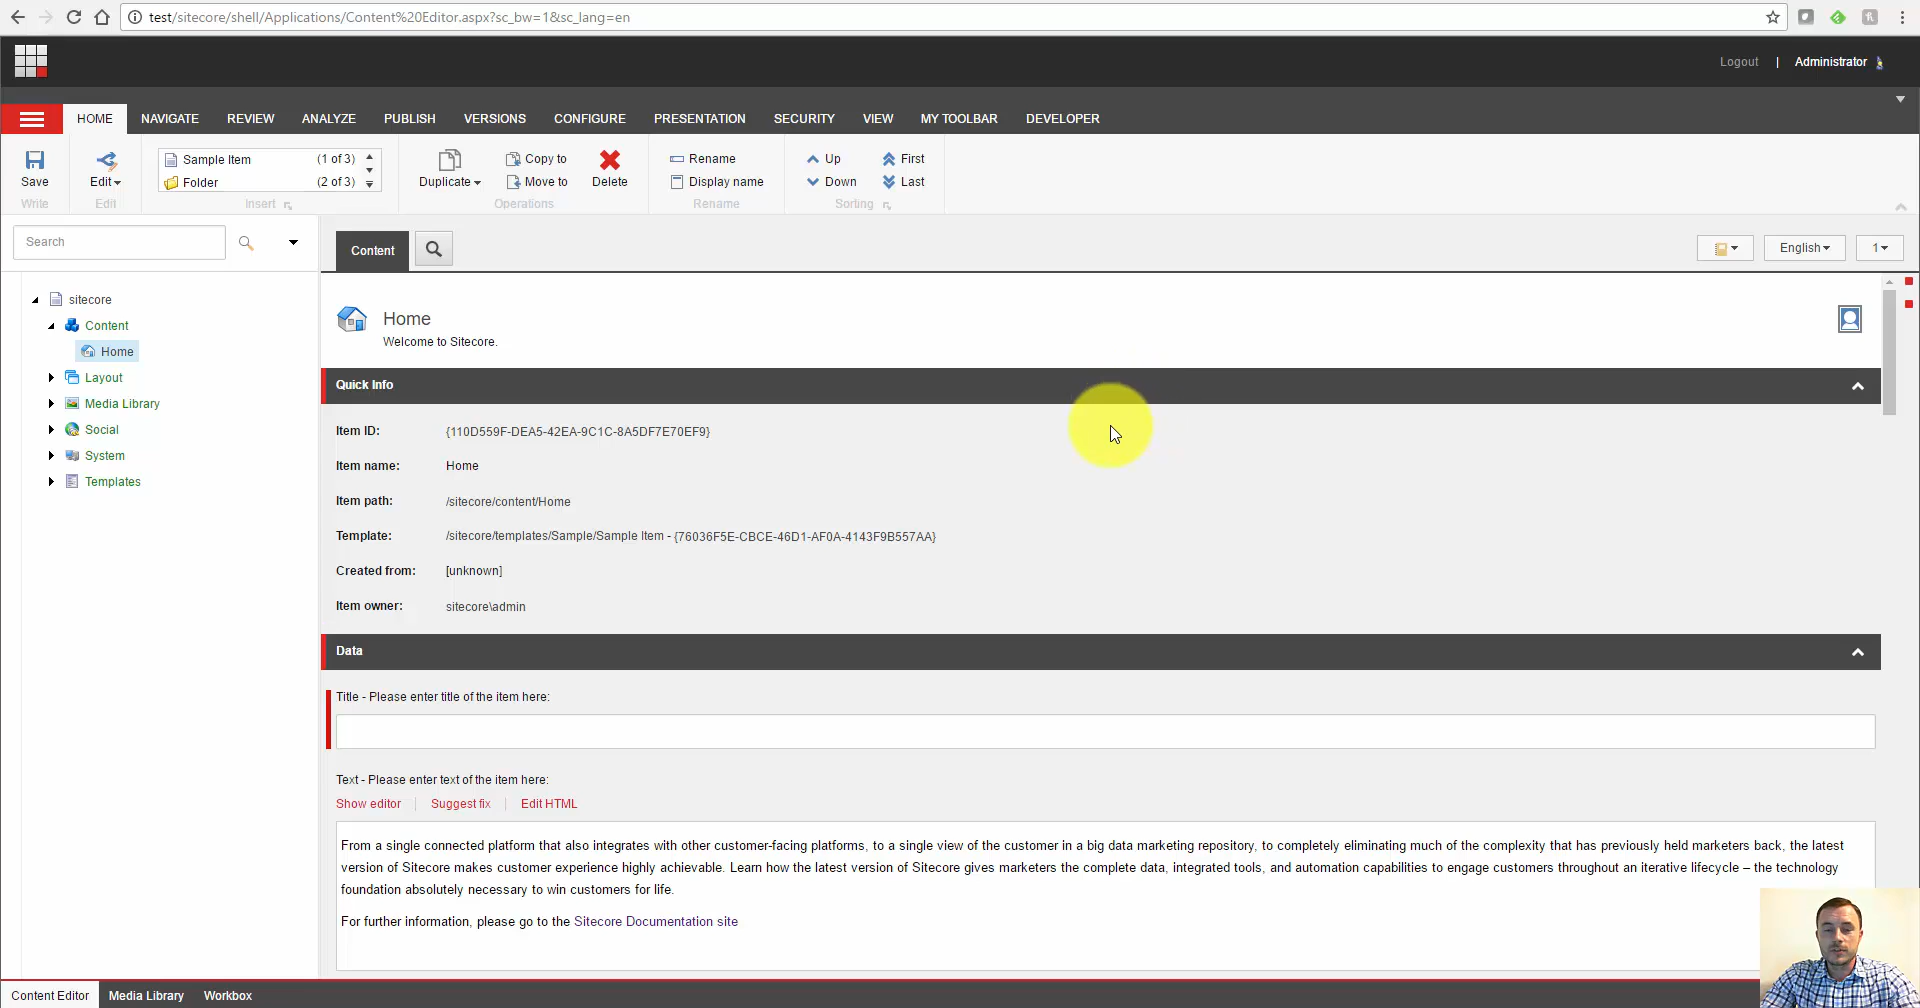 test/sitecore/shell/Applications/Content%20Editor.aspx?sc_bw=1&sc_lang=en
Logout | Administrator
HOME NAVIGATE REVIEW ANALYZE PUBLISH VERSIONS CONFIGURE PRESENTATION SECURITY VIEW MY TOOLBAR DEVELOPER
Sample Item (1 of 3) Copy to Rename Up First
Save Edit Folder (2 of 3) Duplicate Move to Delete Display name Down Last
Write Edit Insert Operations Rename Sorting
Search
Content English 1
sitecore
Content
Home
Layout
Media Library
Social
System
Templates
Home
Welcome to Sitecore.
Quick Info
Item ID: {110D559F-DEA5-42EA-9C1C-8A5DF7E70EF9}
Item name: Home
Item path: /sitecore/content/Home
Template: /sitecore/templates/Sample/Sample Item - {76036F5E-CBCE-46D1-AF0A-4143F9B557AA}
Created from: [unknown]
Item owner: sitecore\admin
Data
Title - Please enter title of the item here:
Text - Please enter text of the item here:
Show editor Suggest fix Edit HTML
From a single connected platform that also integrates with other customer-facing platforms, to a single view of the customer in a big data marketing repository, to completely eliminating much of the complexity that has previously held marketers back, the latest
version of Sitecore makes customer experience highly achievable. Learn how the latest version of Sitecore gives marketers the complete data, integrated tools, and automation capabilities to engage customers throughout an iterative lifecycle – the technology
foundation absolutely necessary to win customers for life.
For further information, please go to the Sitecore Documentation site
Content Editor Media Library Workbox